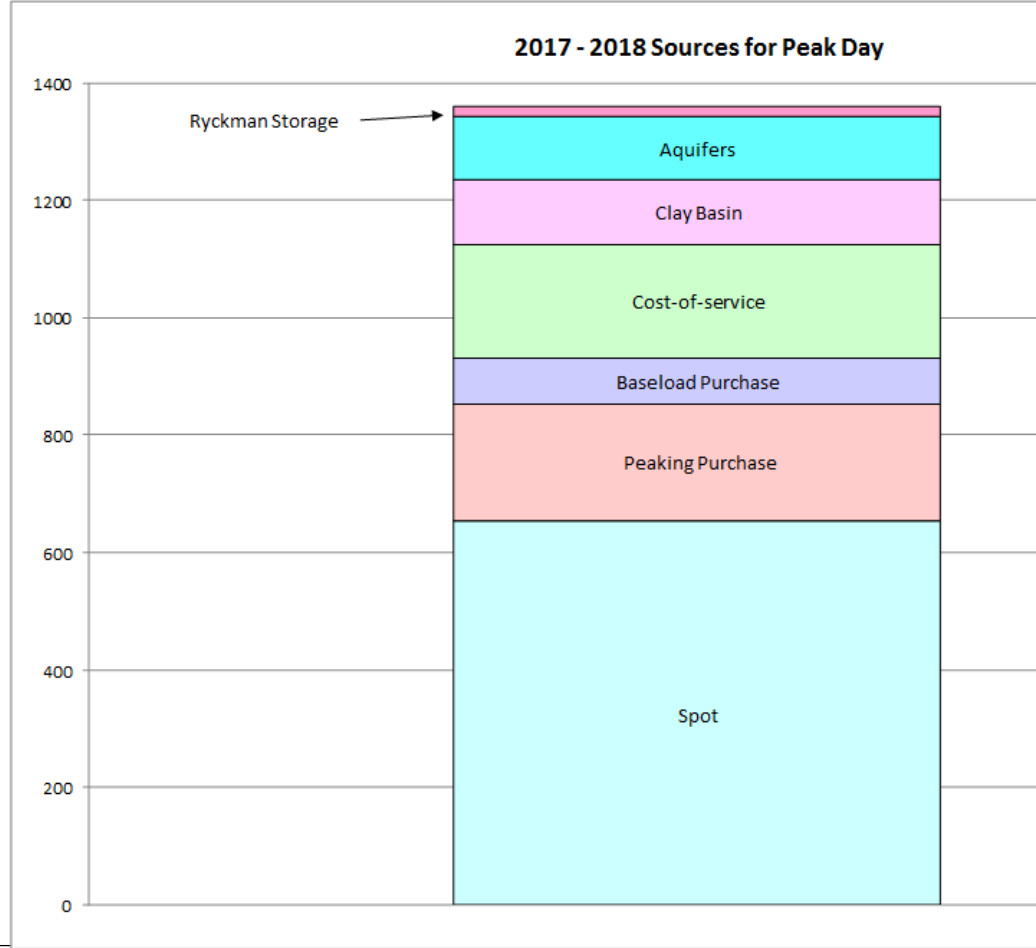 2017 - 2018 Sources for Peak Day
1400
Ryckman Storage
Aquifers
1200
Clay Basin
Cost-of-service
1000
Baseload Purchase
800
Peaking Purchase
600
400
Spot
200
0